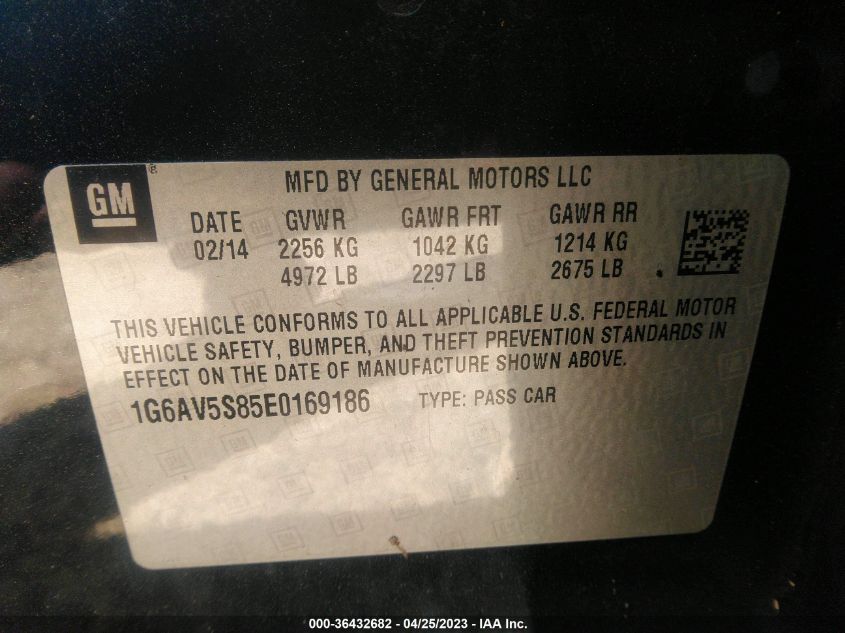 GM ®
MFD BY GENERAL MOTORS LLC
DATE GVWR GAWR FRT GAWR RR
02/14 2256 KG 1042 KG 1214 KG
4972 LB 2297 LB 2675 LB
THIS VEHICLE CONFORMS TO ALL APPLICABLE U.S. FEDERAL MOTOR
VEHICLE SAFETY, BUMPER, AND THEFT PREVENTION STANDARDS IN
EFFECT ON THE DATE OF MANUFACTURE SHOWN ABOVE.
1G6AV5S85E0169186 TYPE: PASS CAR
000-36432682 - 04/25/2023 - IAA Inc.